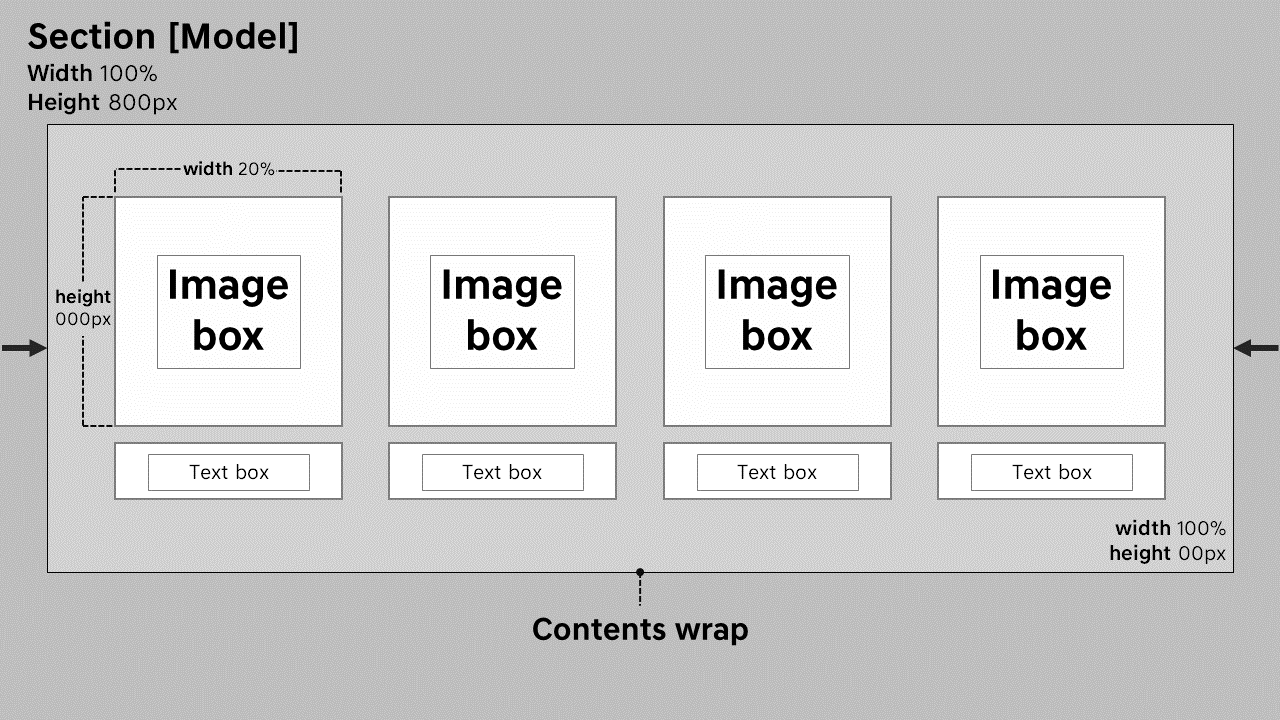 Section [Model]
Width 100%
Height 800px
width 20%
height
000px
Image
box
Image
box
Image
box
Image
box
Text box
Text box
Text box
Text box
width 100%
height 00px
Contents wrap